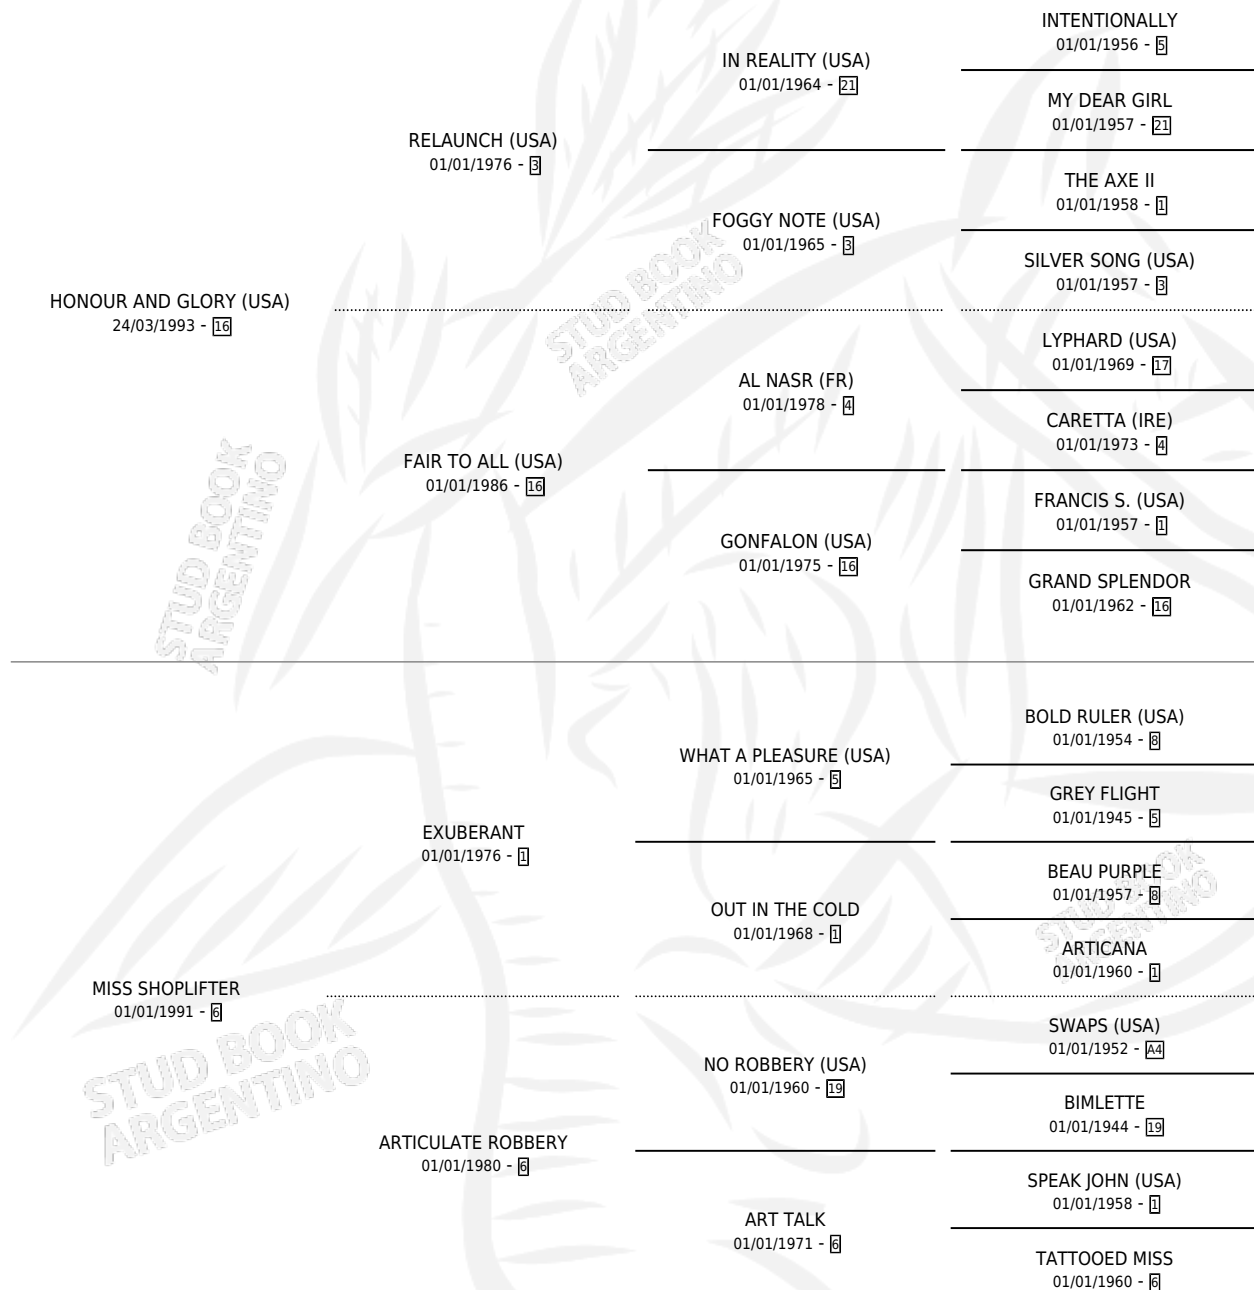 HONOUR AND GLORY (USA)
24/03/1993 - 16
RELAUNCH (USA)
01/01/1976 - 3
IN REALITY (USA)
01/01/1964 - 21
INTENTIONALLY
01/01/1956 - 5
MY DEAR GIRL
01/01/1957 - 21
FOGGY NOTE (USA)
01/01/1965 - 3
THE AXE II
01/01/1958 - 1
SILVER SONG (USA)
01/01/1957 - 3
FAIR TO ALL (USA)
01/01/1986 - 16
AL NASR (FR)
01/01/1978 - 4
LYPHARD (USA)
01/01/1969 - 17
CARETTA (IRE)
01/01/1973 - 4
GONFALON (USA)
01/01/1975 - 16
FRANCIS S. (USA)
01/01/1957 - 1
GRAND SPLENDOR
01/01/1962 - 16
MISS SHOPLIFTER
01/01/1991 - 6
EXUBERANT
01/01/1976 - 1
WHAT A PLEASURE (USA)
01/01/1965 - 5
BOLD RULER (USA)
01/01/1954 - 8
GREY FLIGHT
01/01/1945 - 5
OUT IN THE COLD
01/01/1968 - 1
BEAU PURPLE
01/01/1957 - 8
ARTICANA
01/01/1960 - 1
ARTICULATE ROBBERY
01/01/1980 - 6
NO ROBBERY (USA)
01/01/1960 - 19
SWAPS (USA)
01/01/1952 - A4
BIMLETTE
01/01/1944 - 19
ART TALK
01/01/1971 - 6
SPEAK JOHN (USA)
01/01/1958 - 1
TATTOOED MISS
01/01/1960 - 6
STUD BOOK
ARGENTINO
STUD BOOK
ARGENTINO
STUD BOOK
ARGENTINO
STUD BOOK
ARGENTINO